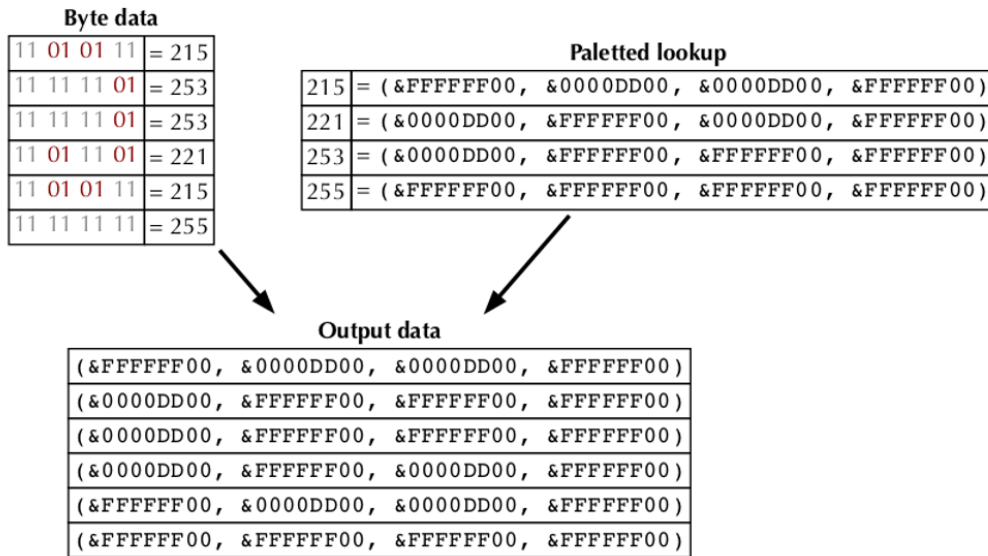 Byte data
11 01 01 11 = 215
11 11 11 01 = 253
11 11 11 01 = 253
11 01 11 01 = 221
11 01 01 11 = 215
11 11 11 11 = 255
Paletted lookup
215 = (&FFFFFF00, &0000DD00, &0000DD00, &FFFFFF00)
221 = (&0000DD00, &FFFFFF00, &0000DD00, &FFFFFF00)
253 = (&0000DD00, &FFFFFF00, &FFFFFF00, &FFFFFF00)
255 = (&FFFFFF00, &FFFFFF00, &FFFFFF00, &FFFFFF00)
Output data
(&FFFFFF00, &0000DD00, &0000DD00, &FFFFFF00)
(&0000DD00, &FFFFFF00, &FFFFFF00, &FFFFFF00)
(&0000DD00, &FFFFFF00, &FFFFFF00, &FFFFFF00)
(&0000DD00, &FFFFFF00, &0000DD00, &FFFFFF00)
(&FFFFFF00, &0000DD00, &0000DD00, &FFFFFF00)
(&FFFFFF00, &FFFFFF00, &FFFFFF00, &FFFFFF00)